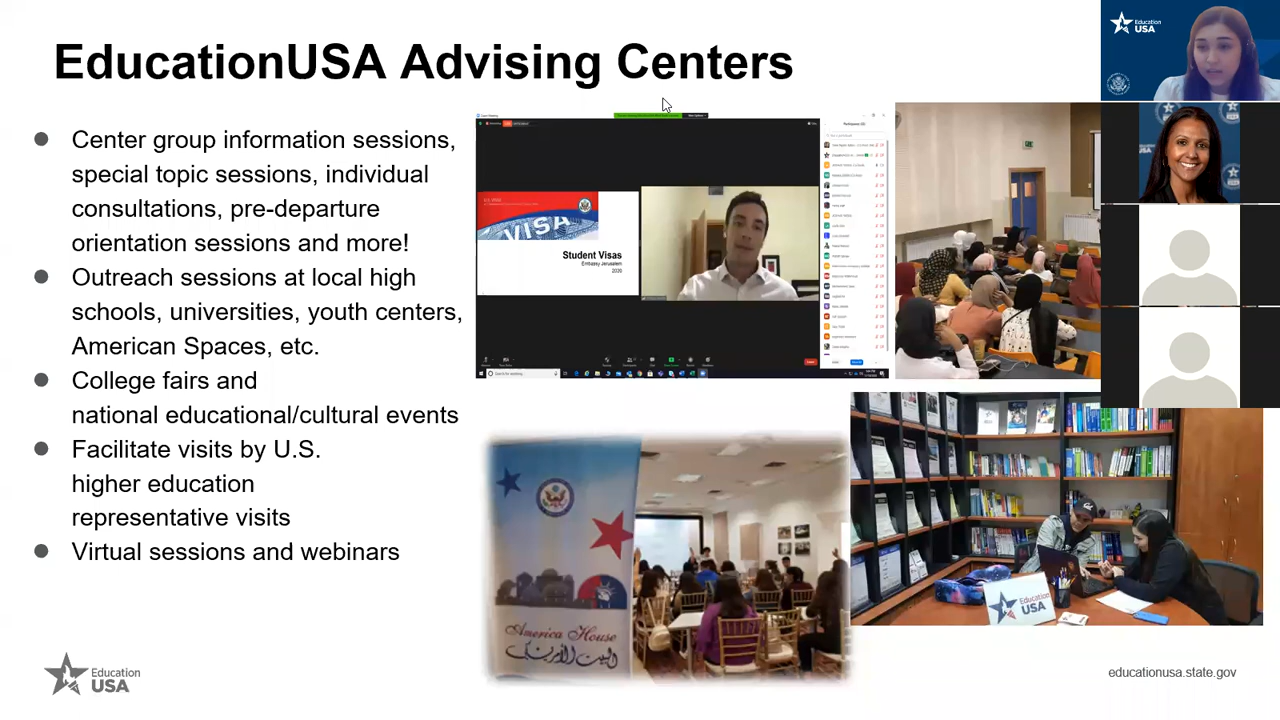 EducationUSA Advising Centers
Center group information sessions,
special topic sessions, individual
consultations, pre-departure
orientation sessions and more!
Outreach sessions at local high
schools, universities, youth centers,
American Spaces, etc.
College fairs and
national educational/cultural events
Facilitate visits by U.S.
higher education
representative visits
Virtual sessions and webinars
VISA
Student Visas
Embassy Jerusalem
2020
America House
البيت الأمريكي
Education
USA
Education
USA
Education
USA
educationusa.state.gov